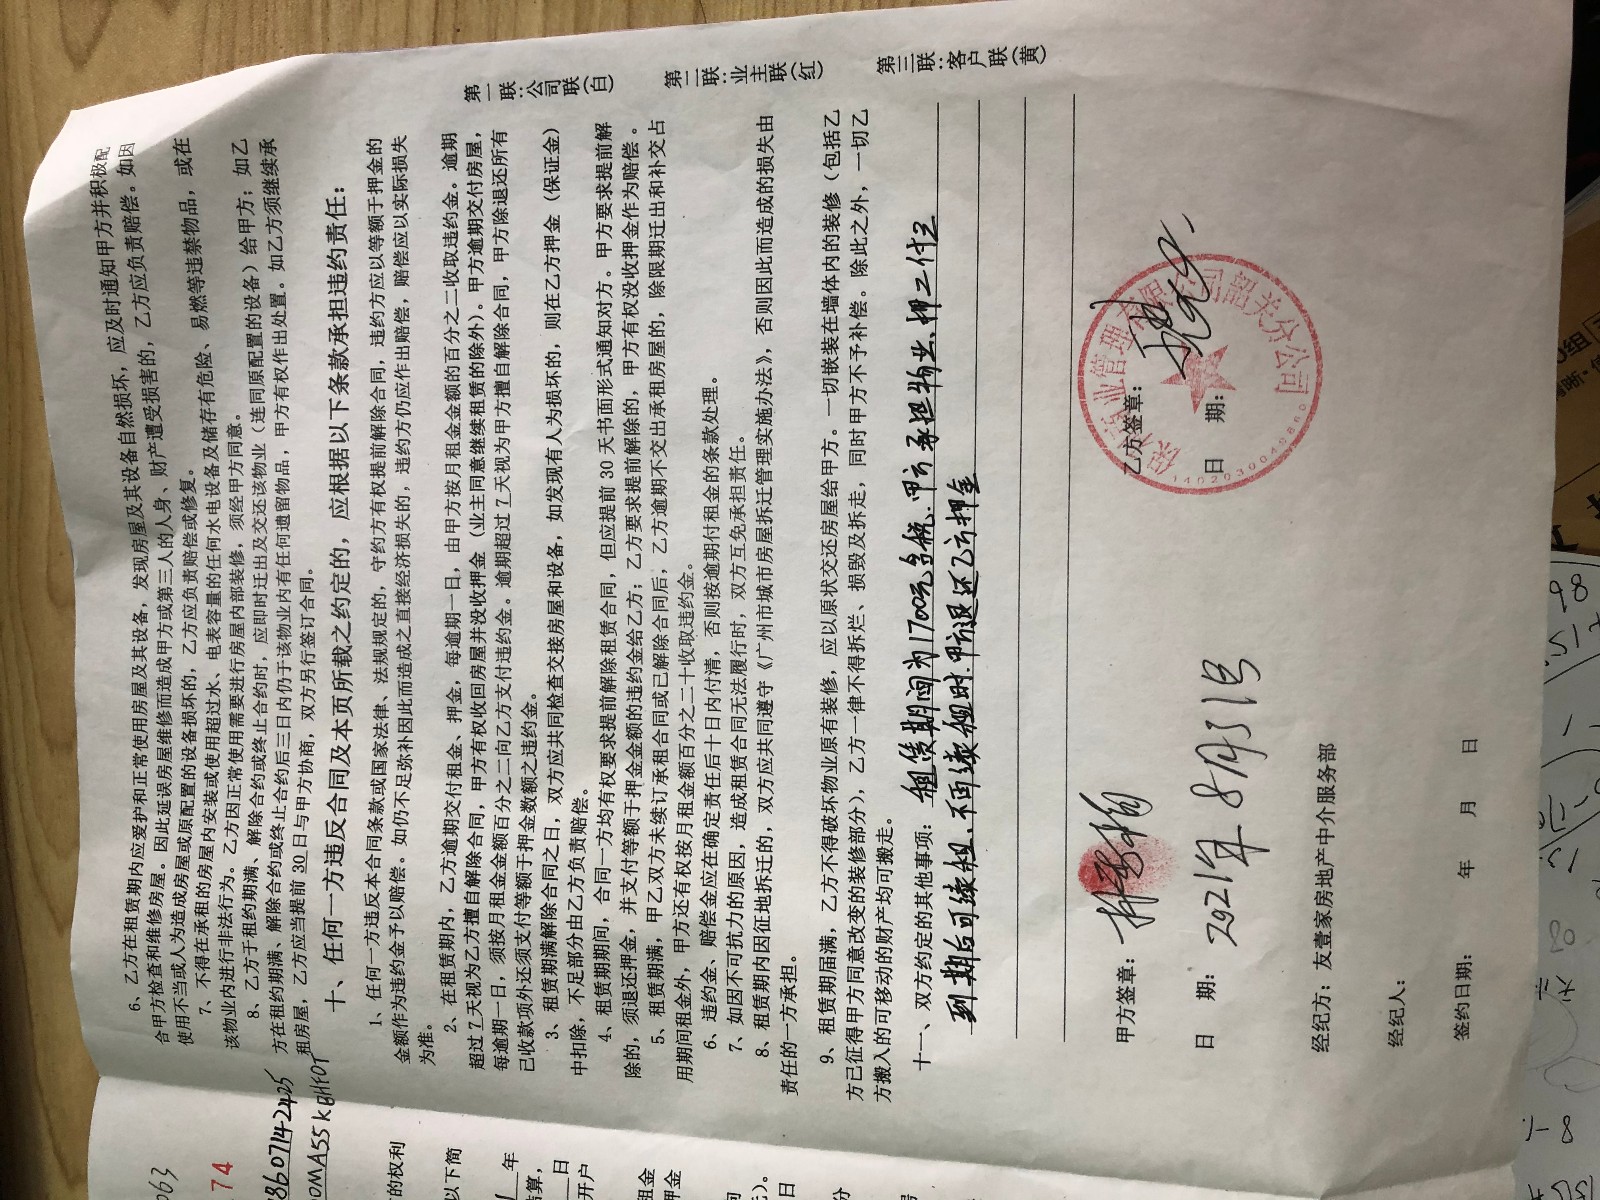 6、乙方在租赁期内应爱护和正常使用房屋及其设备，发现房屋及其设备自然损坏，应及时通知甲方并积极配
合甲方检查和维修房屋。因此延误房屋维修而造成甲方或第三人的人身、财产遭受损害的，乙方应负责赔偿。如因
使用不当或人为造成房屋或原配置的设备损坏的，乙方应负责赔偿或修复。
7、不得在承租的房屋内安装或使用超过水、电表容量的任何水电设备及储存有危险、易燃等违禁物品，或在
该物业内进行非法行为。乙方因正常使用需要进行房屋内部装修，须经甲方同意。
8、乙方于租约期满、解除合约或终止合约时，应即时迁出及交还该物业（连同原配置的设备）给甲方；如乙
方在租约期满、解除合约或终止合约后三日内仍于该物业内有任何遗留物品，甲方有权作出处置。如乙方须继续承
租房屋，乙方应当提前 30 日与甲方协商，双方另行签订合同。
十、任何一方违反合同及本页所载之约定的，应根据以下条款承担违约责任：
1、任何一方违反本合同条款或国家法律、法规规定的，守约方有权提前解除合同，违约方应以等额于押金的
金额作为违约金予以赔偿。如仍不足弥补因此而造成之直接经济损失的，违约方仍应作出赔偿，赔偿应以实际损失
为准。
2、在租赁期内，乙方逾期交付租金、押金，每逾期一日，由甲方按月租金金额的百分之二收取违约金。逾期
超过 7 天视为乙方擅自解除合同，甲方有权收回房屋并没收押金（业主同意继续租赁的除外）。甲方逾期交付房屋，
每逾期一日，须按月租金金额百分之二向乙方支付违约金。逾期超过 7 天视为甲方擅自解除合同，甲方除退还所有
已收款项外还须支付等额于押金数额之违约金。
3、租赁期满解除合同之日，双方应共同检查交接房屋和设备，如发现有人为损坏的，则在乙方押金（保证金）
中扣除，不足部分由乙方负责赔偿。
4、租赁期期间，合同一方均有权要求提前解除租赁合同，但应提前 30 天书面形式通知对方。甲方要求提前解
除的，须退还押金，并支付等额于押金金额的违约金给乙方；乙方要求提前解除的，甲方有权没收押金作为赔偿。
5、租赁期满，甲乙双方未续订承租合同或已解除合同后，乙方逾期不交出承租房屋的，除限期迁出和补交占
用期间租金外，甲方还有权按月租金额百分之二十收取违约金。
6、违约金、赔偿金应在确定责任后十日内付清，否则按逾期付租金的条款处理。
7、如因不可抗力的原因，造成租赁合同无法履行时，双方互免承担责任。
8、租赁期内因征地拆迁的，双方应共同遵守《广州市城市房屋拆迁管理实施办法》，否则因此而造成的损失由
责任的一方承担。
9、租赁期届满，乙方不得破坏物业原有装修，应以原状交还房屋给甲方。一切嵌装在墙体内的装修（包括乙
方已征得甲方同意改变的装修部分），乙方一律不得拆烂、损毁及拆走，同时甲方不予补偿。除此之外，一切乙
方搬入的可移动的财产均可搬走。
十一、双方约定的其他事项：租赁期间为1700元含税、甲方承担物业、押二付三
到期后可续租、不再续租时、甲方退还乙方押金
甲方签章：
乙方签章：
日 期：2021年8月31日
日 期：
业管理有限公司韶关分公司
经纪方：友壹家房地产中介服务部
经纪人：
签约日期： 年 月 日
第一联：公司联（白）
第二联：业主联（红）
第三联：客户联（黄）
74
的权利
以下简
年
结算，
日
开户
租金
押金